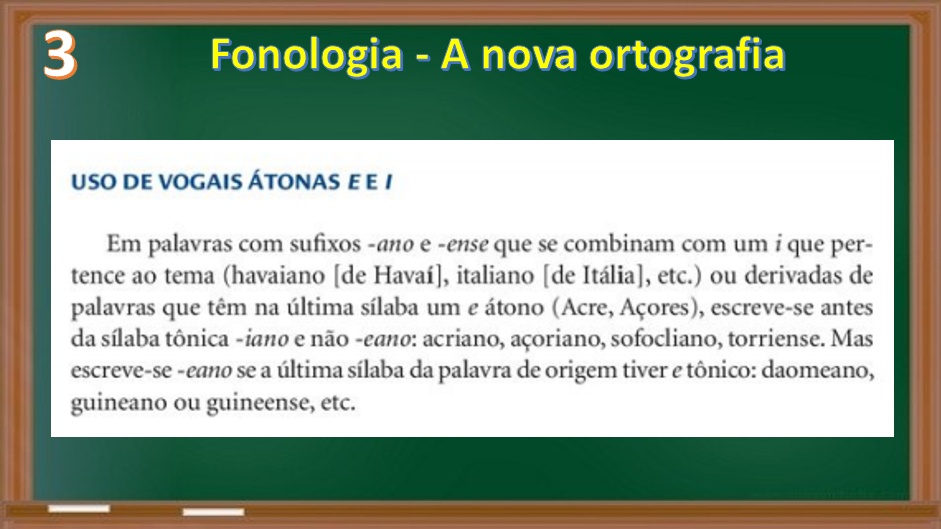 3
Fonologia - A nova ortografia
USO DE VOGAIS ÁTONAS E E I
Em palavras com sufixos -ano e -ense que se combinam com um i que per-
tence ao tema (havaiano [de Havaí], italiano [de Itália], etc.) ou derivadas de
palavras que têm na última sílaba um e átono (Acre, Açores), escreve-se antes
da sílaba tônica -iano e não -eano: acriano, açoriano, sofocliano, torriense. Mas
escreve-se -eano se a última sílaba da palavra de origem tiver e tônico: daomeano,
guineano ou guineense, etc.